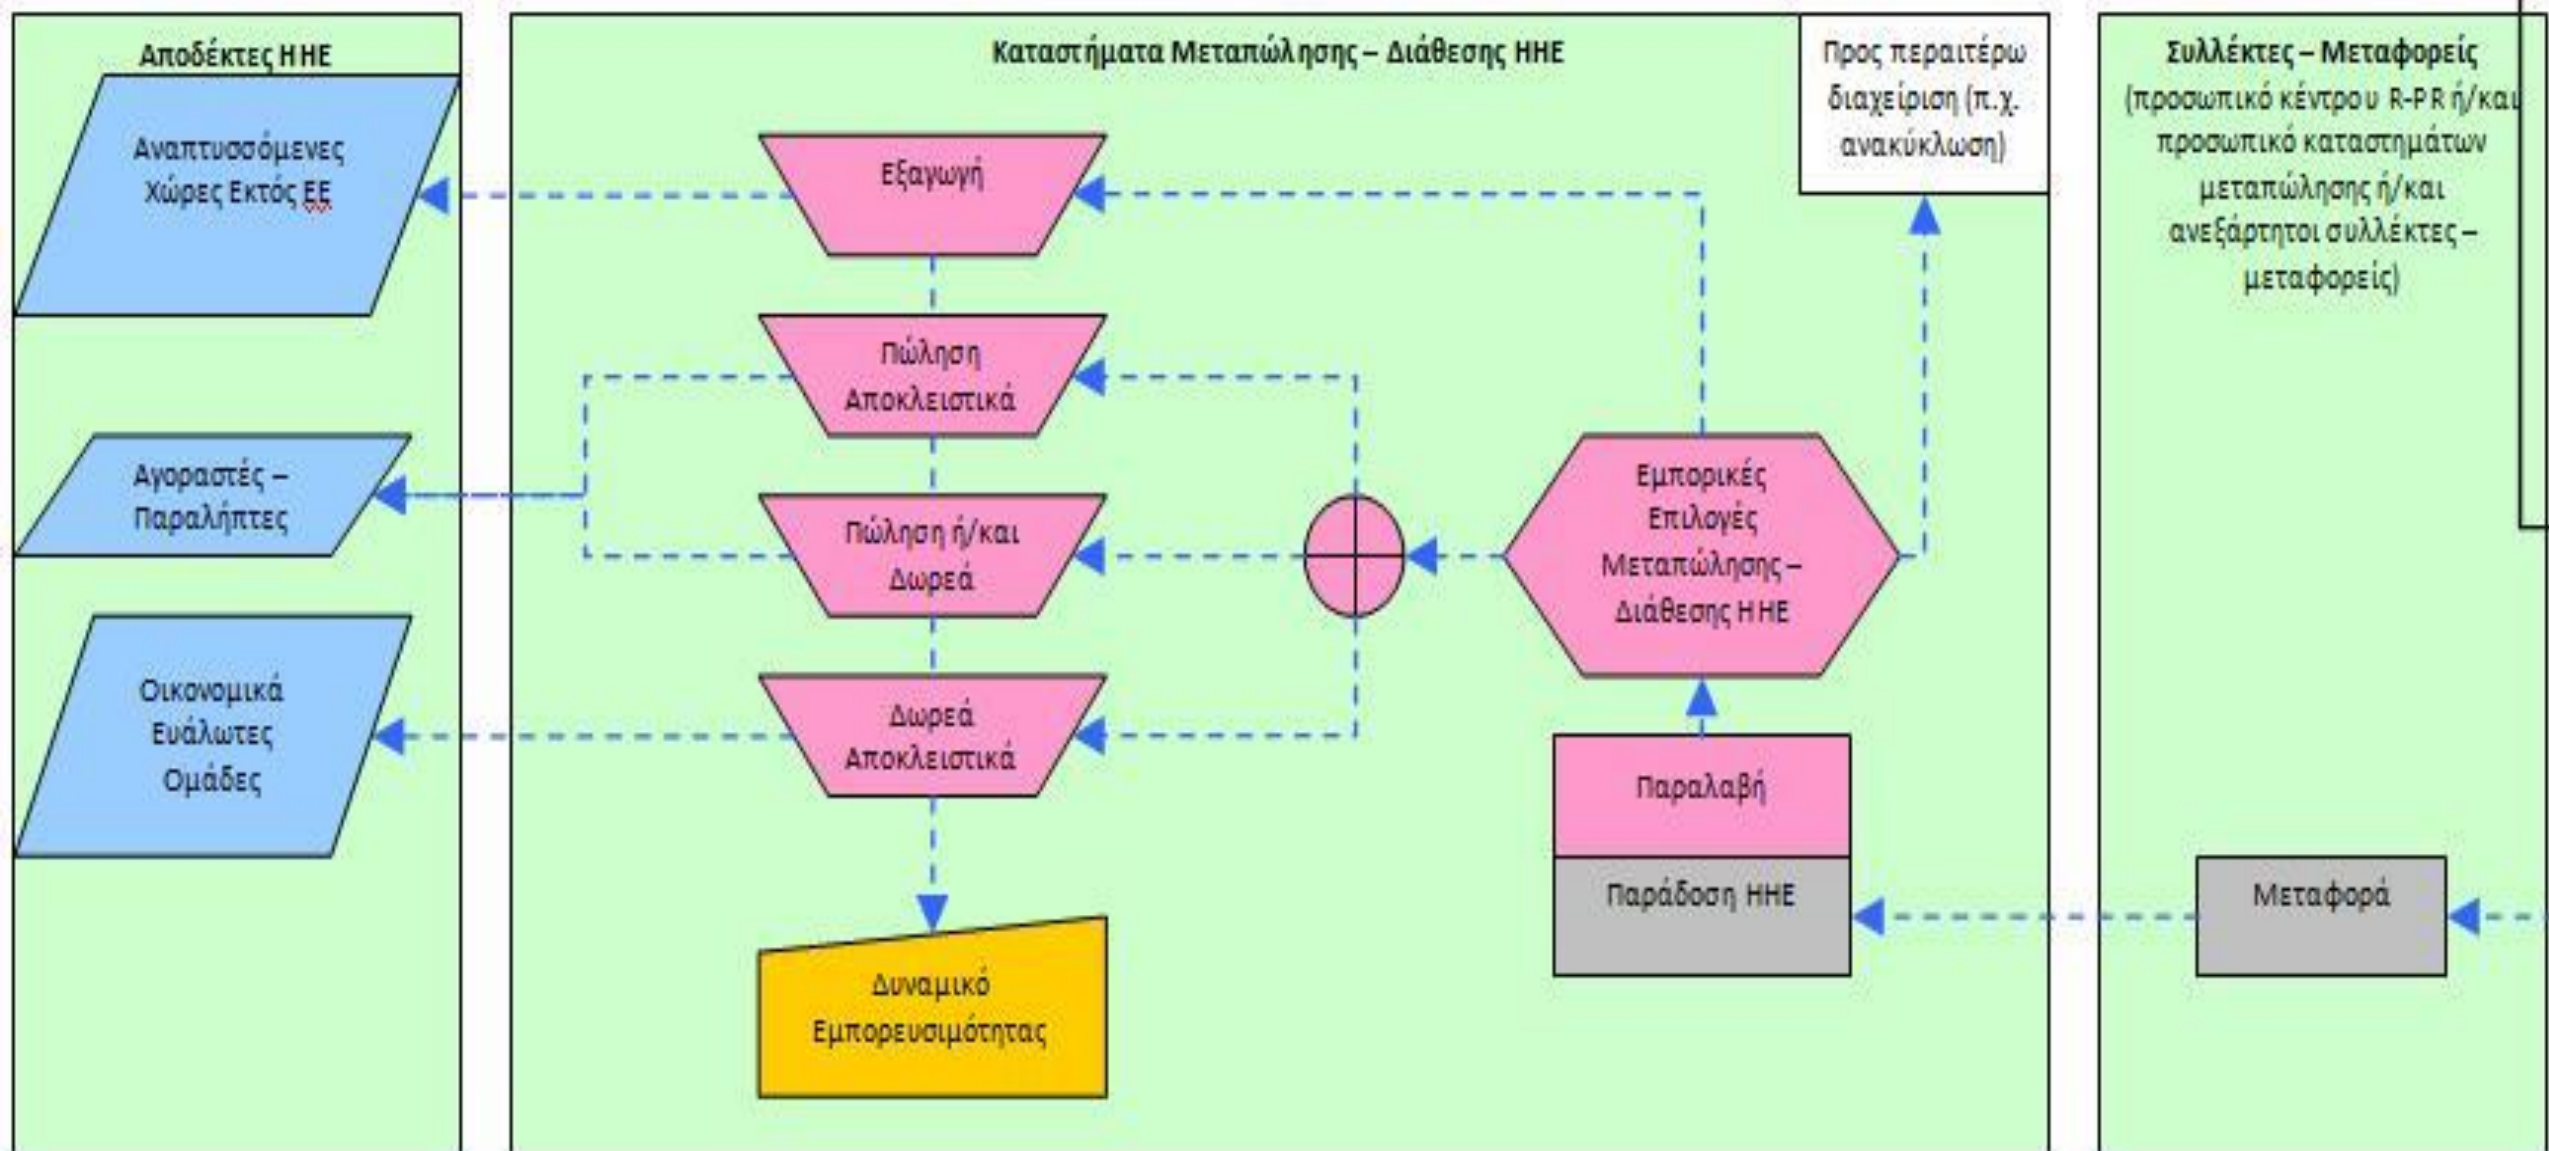 Αποδέκτες ΗΗΕ
Αναπτυσσόμενες
Χώρες Εκτός ΕΕ
Αγοραστές –
Παραλήπτες
Οικονομικά
Ευάλωτες
Ομάδες
Καταστήματα Μεταπώλησης – Διάθεσης ΗΗΕ
Εξαγωγή
Πώληση
Αποκλειστικά
Πώληση ή/και
Δωρεά
Δωρεά
Αποκλειστικά
Δυναμικό
Εμπορευσιμότητας
Προς περαιτέρω
διαχείριση (π.χ.
ανακύκλωση)
Εμπορικές
Επιλογές
Μεταπώλησης –
Διάθεσης ΗΗΕ
Παραλαβή
Παράδοση ΗΗΕ
Συλλέκτες – Μεταφορείς
(προσωπικό κέντρου R-PR ή/και
προσωπικό καταστημάτων
μεταπώλησης ή/και
ανεξάρτητοι συλλέκτες –
μεταφορείς)
Μεταφορά